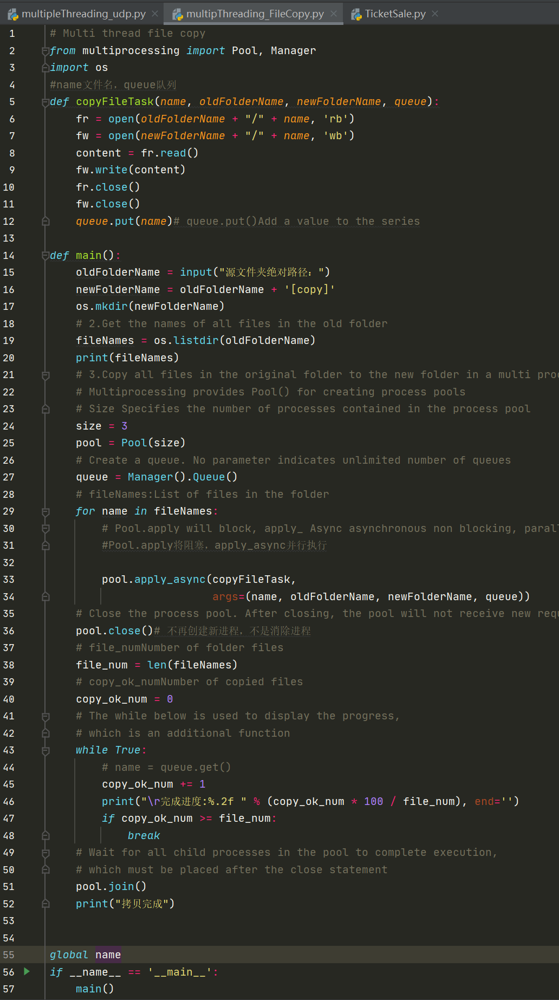 multipleThreading_udp.py multipThreading_FileCopy.py TicketSale.py
1 # Multi thread file copy
2 from multiprocessing import Pool, Manager
3 import os
4 #name文件名，queue队列
5 def copyFileTask(name, oldFolderName, newFolderName, queue):
6 fr = open(oldFolderName + "/" + name, 'rb')
7 fw = open(newFolderName + "/" + name, 'wb')
8 content = fr.read()
9 fw.write(content)
10 fr.close()
11 fw.close()
12 queue.put(name)# queue.put()Add a value to the series
13
14 def main():
15 oldFolderName = input("源文件夹绝对路径：")
16 newFolderName = oldFolderName + '[copy]'
17 os.mkdir(newFolderName)
18 # 2.Get the names of all files in the old folder
19 fileNames = os.listdir(oldFolderName)
20 print(fileNames)
21 # 3.Copy all files in the original folder to the new folder in a multi
22 # Multiprocessing provides Pool() for creating process pools
23 # Size Specifies the number of processes contained in the process pool
24 size = 3
25 pool = Pool(size)
26 # Create a queue. No parameter indicates unlimited number of queues
27 queue = Manager().Queue()
28 # fileNames:List of files in the folder
29 for name in fileNames:
30 # Pool.apply will block, apply_ Async asynchronous non blocking,
31 #Pool.apply将阻塞，apply_async并行执行
32
33 pool.apply_async(copyFileTask,
34 args=(name, oldFolderName, newFolderName, queue))
35 # Close the process pool. After closing, the pool will not receive new
36 pool.close()# 不再创建新进程，不是消除进程
37 # file_numNumber of folder files
38 file_num = len(fileNames)
39 # copy_ok_numNumber of copied files
40 copy_ok_num = 0
41 # The while below is used to display the progress,
42 # which is an additional function
43 while True:
44 # name = queue.get()
45 copy_ok_num += 1
46 print("\r完成进度:%.2f " % (copy_ok_num * 100 / file_num), end='')
47 if copy_ok_num >= file_num:
48 break
49 # Wait for all child processes in the pool to complete execution,
50 # which must be placed after the close statement
51 pool.join()
52 print("拷贝完成")
53
54
55 global name
56 if __name__ == '__main__':
57 main()